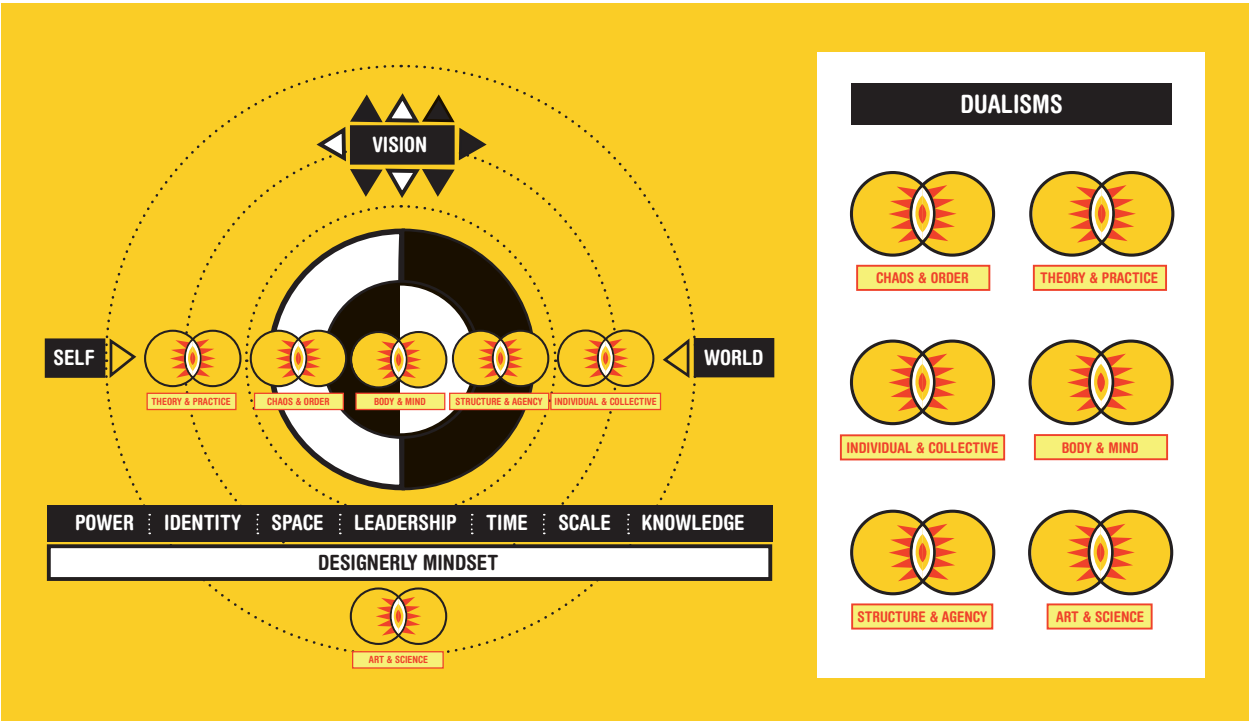 VISION
SELF
WORLD
THEORY & PRACTICE
CHAOS & ORDER
BODY & MIND
STRUCTURE & AGENCY
INDIVIDUAL & COLLECTIVE
POWER IDENTITY SPACE LEADERSHIP TIME SCALE KNOWLEDGE
DESIGNERLY MINDSET
ART & SCIENCE
DUALISMS
CHAOS & ORDER
THEORY & PRACTICE
INDIVIDUAL & COLLECTIVE
BODY & MIND
STRUCTURE & AGENCY
ART & SCIENCE